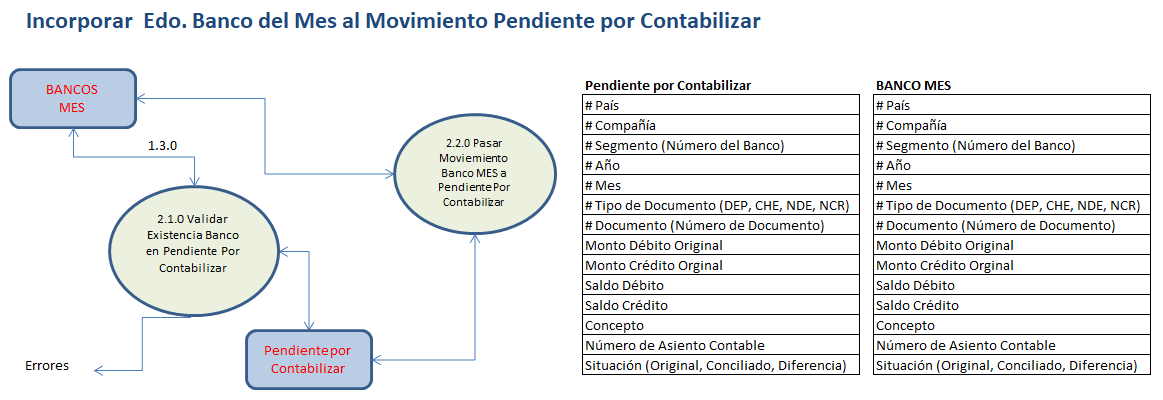 Incorporar Edo. Banco del Mes al Movimiento Pendiente por Contabilizar
BANCOS
MES
1.3.0
2.1.0 Validar
Existencia Banco
en Pendiente Por
Contabilizar
Errores
Pendiente por
Contabilizar
2.2.0 Pasar
Moviemiento
Banco MES a
Pendiente Por
Contabilizar
Pendiente por Contabilizar
# País
# Compañía
# Segmento (Número del Banco)
# Año
# Mes
# Tipo de Documento (DEP, CHE, NDE, NCR)
# Documento (Número de Documento)
Monto Débito Original
Monto Crédito Orginal
Saldo Débito
Saldo Crédito
Concepto
Número de Asiento Contable
Situación (Original, Conciliado, Diferencia)
BANCO MES
# País
# Compañía
# Segmento (Número del Banco)
# Año
# Mes
# Tipo de Documento (DEP, CHE, NDE, NCR)
# Documento (Número de Documento)
Monto Débito Original
Monto Crédito Orginal
Saldo Débito
Saldo Crédito
Concepto
Número de Asiento Contable
Situación (Original, Conciliado, Diferencia)